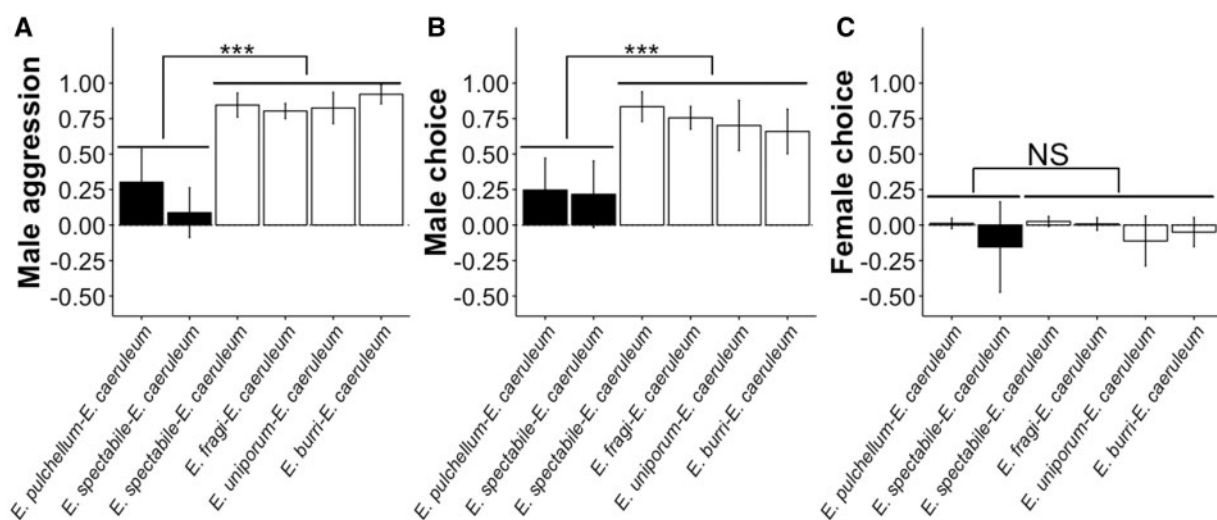 A
Male aggression
1.00
0.75
0.50
0.25
0.00
-0.25
-0.50
***
E. pulchellum-E. caeruleum
E. spectabile-E. caeruleum
E. spectabile-E. caeruleum
E. fragi-E. caeruleum
E. uniporum-E. caeruleum
E. burri-E. caeruleum
B
Male choice
1.00
0.75
0.50
0.25
0.00
-0.25
-0.50
***
E. pulchellum-E. caeruleum
E. spectabile-E. caeruleum
E. spectabile-E. caeruleum
E. fragi-E. caeruleum
E. uniporum-E. caeruleum
E. burri-E. caeruleum
C
Female choice
1.00
0.75
0.50
0.25
0.00
-0.25
-0.50
NS
E. pulchellum-E. caeruleum
E. spectabile-E. caeruleum
E. spectabile-E. caeruleum
E. fragi-E. caeruleum
E. uniporum-E. caeruleum
E. burri-E. caeruleum